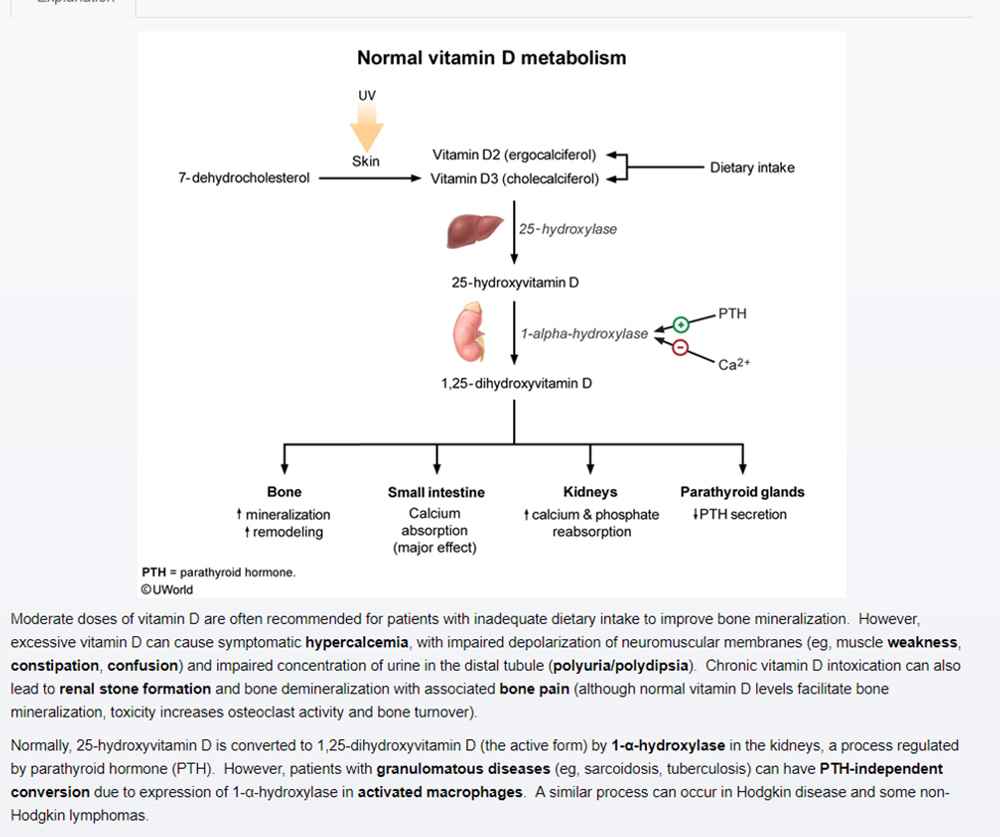 Explanation
Normal vitamin D metabolism
UV
Skin
7-dehydrocholesterol
Vitamin D2 (ergocalciferol)
Vitamin D3 (cholecalciferol)
Dietary intake
25-hydroxylase
25-hydroxyvitamin D
1-alpha-hydroxylase
+
PTH
−
Ca²⁺
1,25-dihydroxyvitamin D
Bone
↑ mineralization
↑ remodeling
Small intestine
Calcium
absorption
(major effect)
Kidneys
↑ calcium & phosphate
reabsorption
Parathyroid glands
↓PTH secretion
PTH = parathyroid hormone.
©UWorld
Moderate doses of vitamin D are often recommended for patients with inadequate dietary intake to improve bone mineralization.  However,
excessive vitamin D can cause symptomatic hypercalcemia, with impaired depolarization of neuromuscular membranes (eg, muscle weakness,
constipation, confusion) and impaired concentration of urine in the distal tubule (polyuria/polydipsia).  Chronic vitamin D intoxication can also
lead to renal stone formation and bone demineralization with associated bone pain (although normal vitamin D levels facilitate bone
mineralization, toxicity increases osteoclast activity and bone turnover).
Normally, 25-hydroxyvitamin D is converted to 1,25-dihydroxyvitamin D (the active form) by 1-α-hydroxylase in the kidneys, a process regulated
by parathyroid hormone (PTH).  However, patients with granulomatous diseases (eg, sarcoidosis, tuberculosis) can have PTH-independent
conversion due to expression of 1-α-hydroxylase in activated macrophages.  A similar process can occur in Hodgkin disease and some non-
Hodgkin lymphomas.